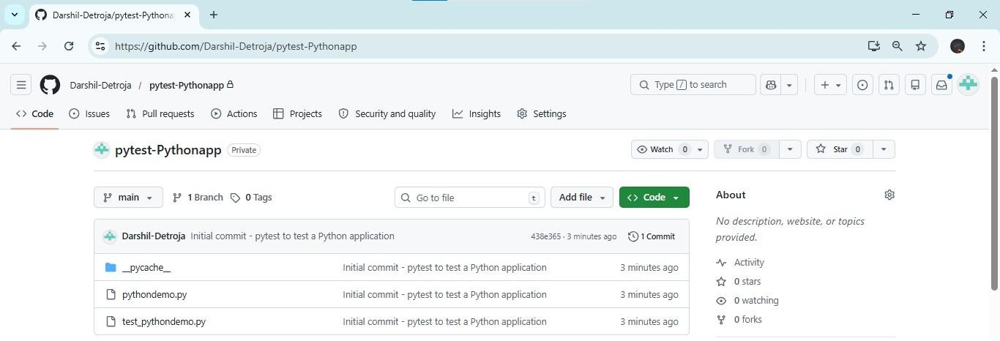 Darshil-Detroja/pytest-Pythona
https://github.com/Darshil-Detroja/pytest-Pythonapp
Darshil-Detroja / pytest-Pythonapp
Type / to search
Code Issues Pull requests Actions Projects Security and quality Insights Settings
pytest-Pythonapp Private
Watch 0 Fork 0 Star 0
main 1 Branch 0 Tags
Go to file t Add file Code
About
No description, website, or topics
provided.
Darshil-Detroja Initial commit - pytest to test a Python application 438e365 · 3 minutes ago 1 Commit
__pycache__ Initial commit - pytest to test a Python application 3 minutes ago
pythondemo.py Initial commit - pytest to test a Python application 3 minutes ago
test_pythondemo.py Initial commit - pytest to test a Python application 3 minutes ago
Activity
0 stars
0 watching
0 forks